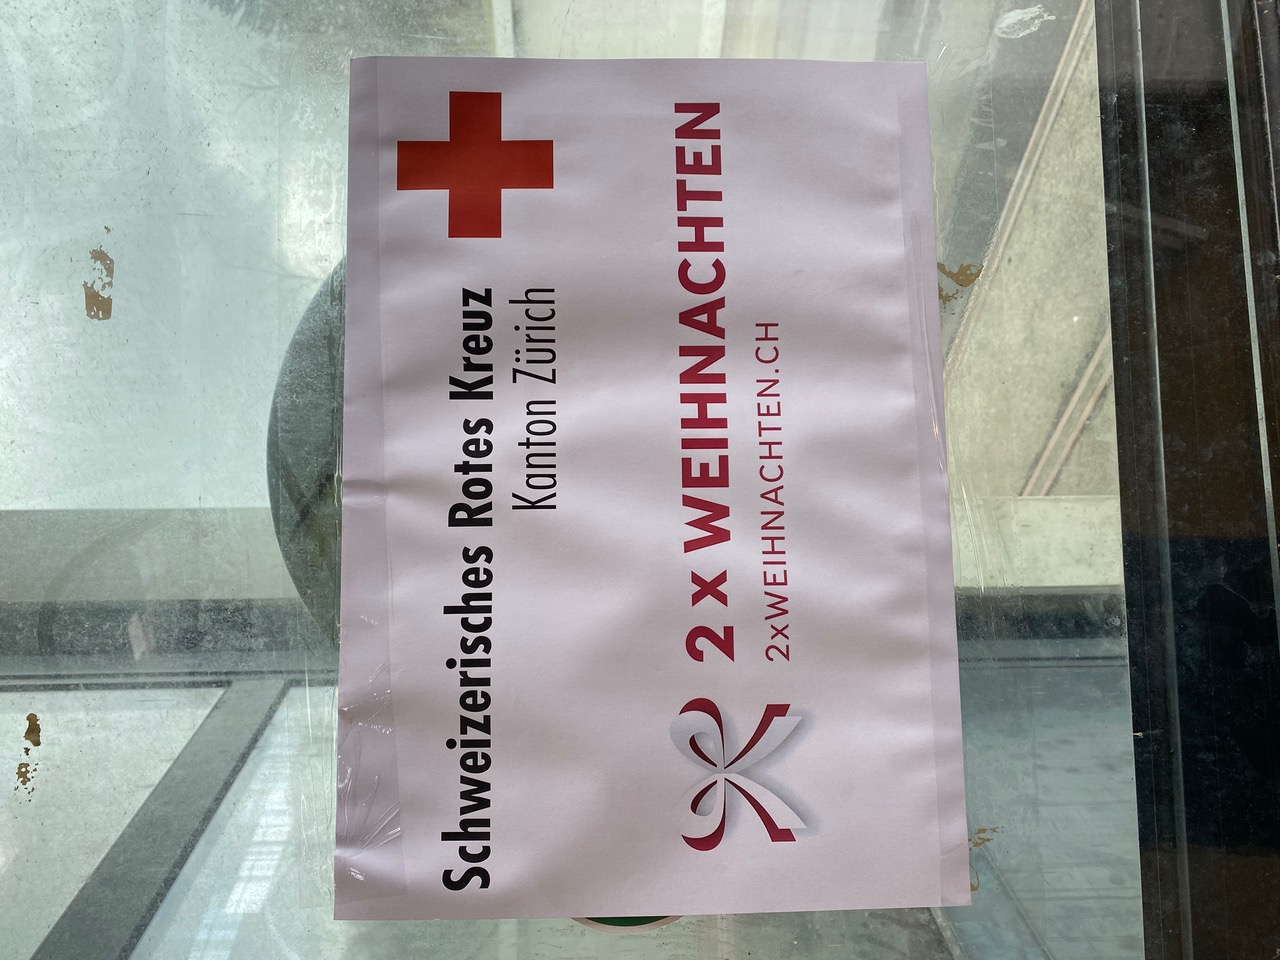 Schweizerisches Rotes Kreuz
Kanton Zürich
2 x WEIHNACHTEN
2xWEIHNACHTEN.CH